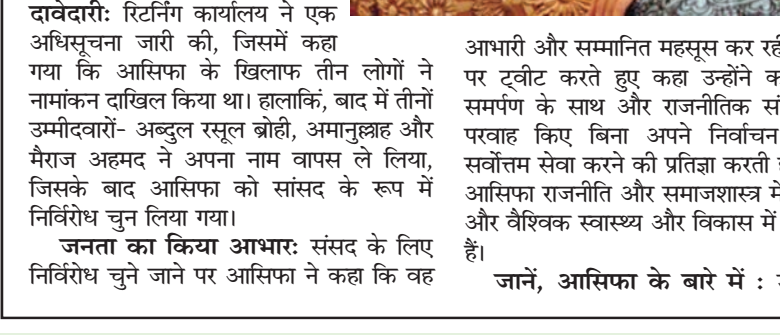 दावेदारीः रिटर्निंग कार्यालय ने एक
अधिसूचना जारी की, जिसमें कहा
गया कि आसिफा के खिलाफ तीन लोगों ने
नामांकन दाखिल किया था। हालाकिं, बाद में तीनों
उम्मीदवारों- अब्दुल रसूल ब्रोही, अमानुल्लाह और
मैराज अहमद ने अपना नाम वापस ले लिया,
जिसके बाद आसिफा को सांसद के रूप में
निर्विरोध चुन लिया गया।
जनता का किया आभारः संसद के लिए
निर्विरोध चुने जाने पर आसिफा ने कहा कि वह
आभारी और सम्मानित महसूस कर
पर ट्वीट करते हुए कहा उन्होंने
समर्पण के साथ और राजनीतिक
परवाह किए बिना अपने निर्वाचन
सर्वोत्तम सेवा करने की प्रतिज्ञा करती
आसिफा राजनीति और समाजशास्त्र में
और वैश्विक स्वास्थ्य और विकास में
हैं।
जानें, आसिफा के बारे में :